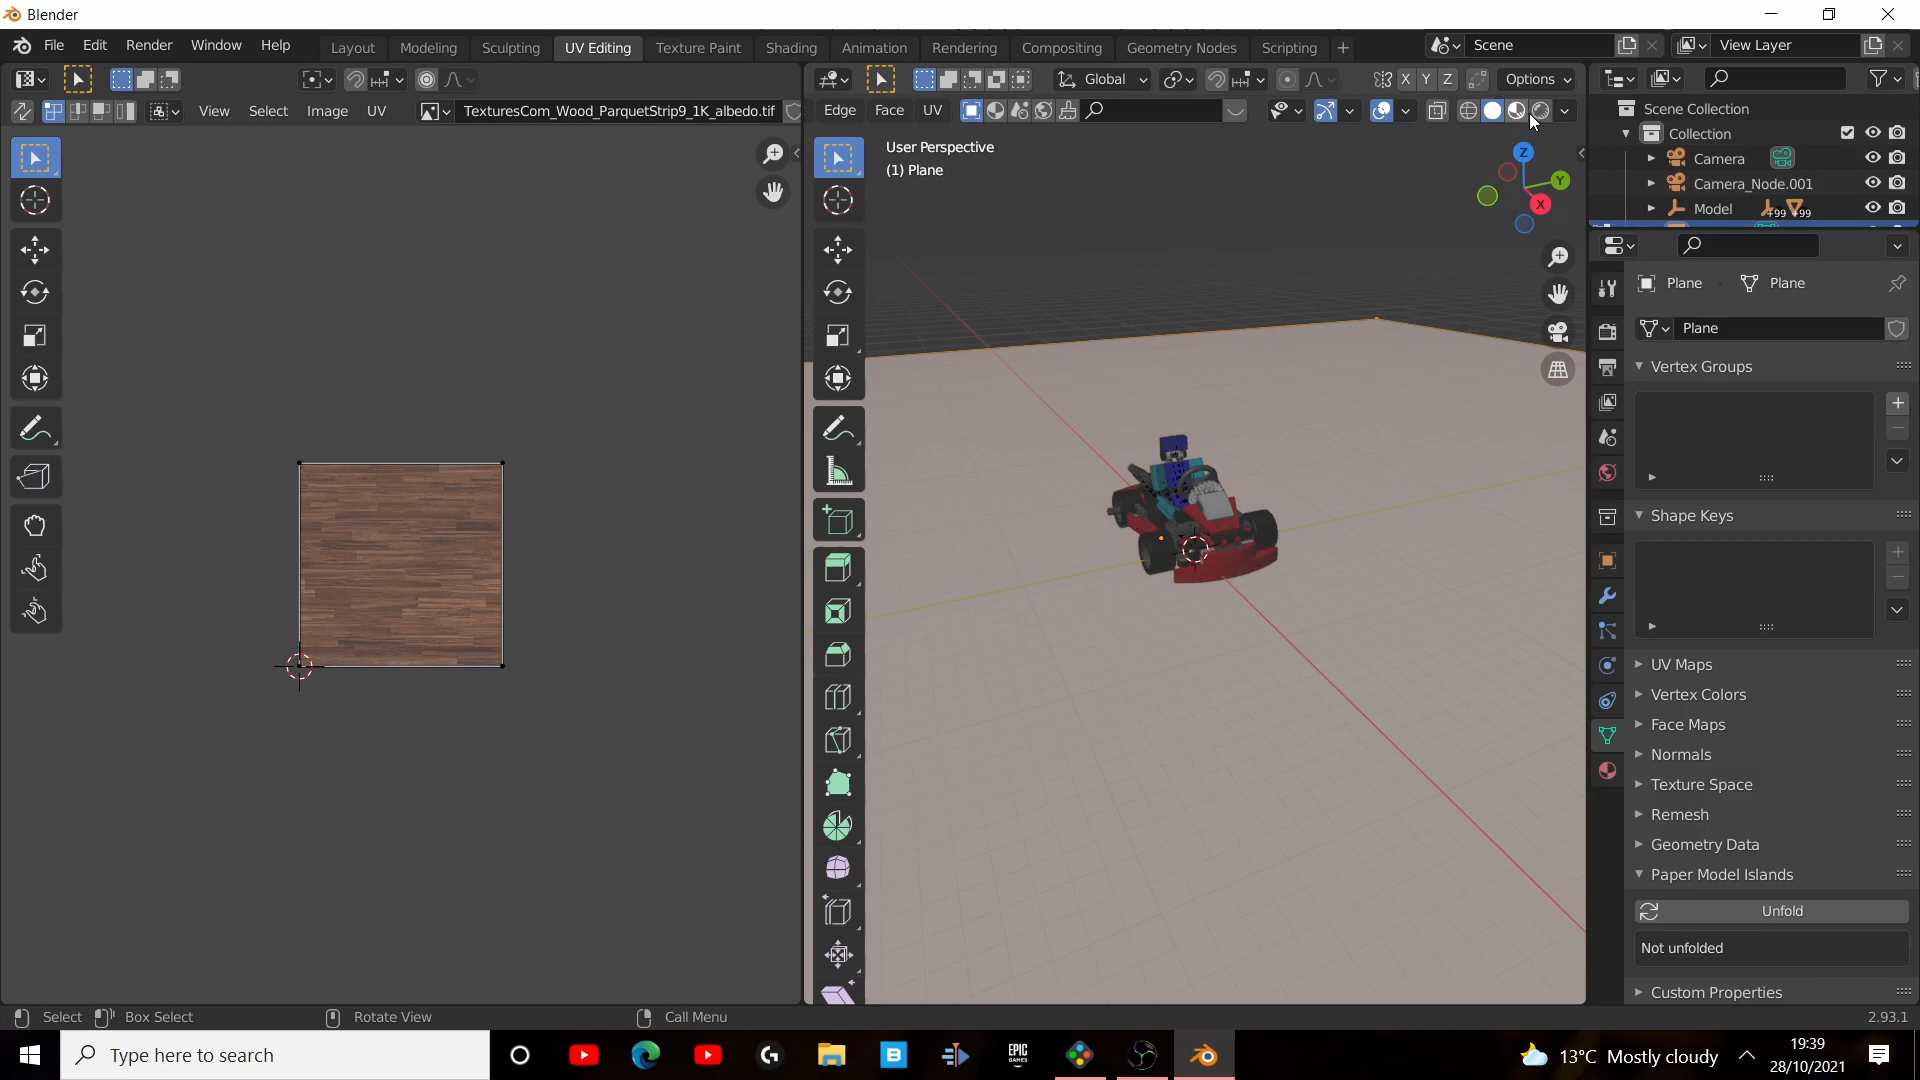 Blender
File Edit Render Window Help Layout Modeling Sculpting UV Editing Texture Paint Shading Animation Rendering Compositing Geometry Nodes Scripting + Scene View Layer
Global X Y Z Options
View Select Image UV TexturesCom_Wood_ParquetStrip9_1K_albedo.tif Edge Face UV
Scene Collection
Collection
Camera
Camera_Node.001
Model +99 +99
User Perspective
(1) Plane
Z
Y
X
Plane Plane
Plane
Vertex Groups
Shape Keys
UV Maps
Vertex Colors
Face Maps
Normals
Texture Space
Remesh
Geometry Data
Paper Model Islands
Unfold
Not unfolded
Custom Properties
Select Box Select Rotate View Call Menu 2.93.1
Type here to search
EPIC GAMES
13°C Mostly cloudy
19:39
28/10/2021